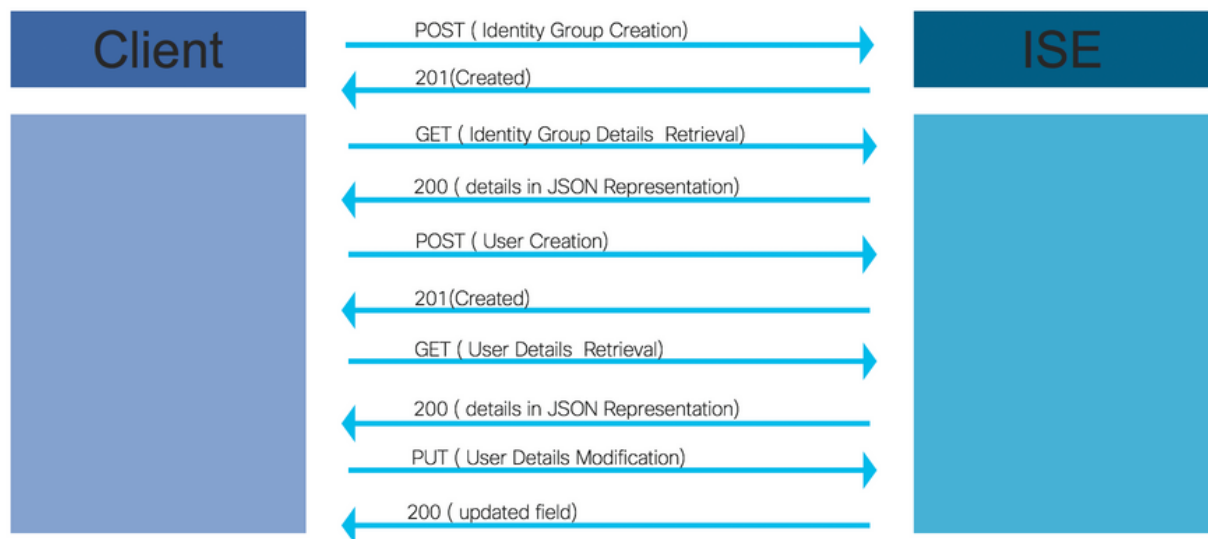 Client
ISE
POST ( Identity Group Creation)
201(Created)
GET ( Identity Group Details  Retrieval)
200 ( details in JSON Representation)
POST ( User Creation)
201(Created)
GET ( User Details  Retrieval)
200 ( details in JSON Representation)
PUT ( User Details Modification)
200 ( updated field)